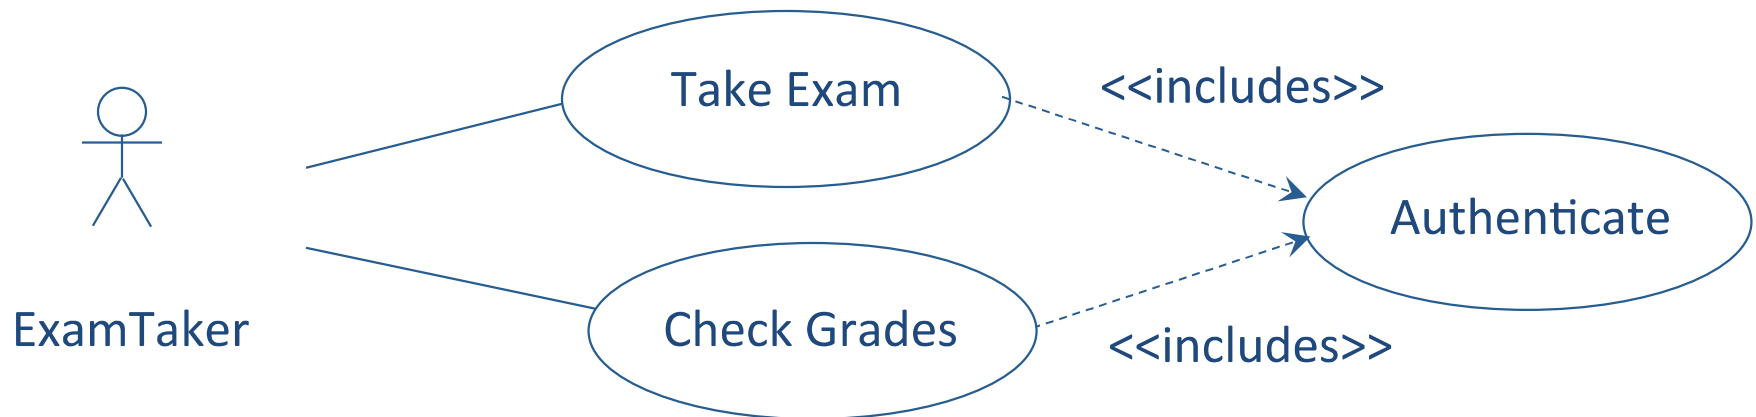 Take Exam
<<includes>>
Authenticate
ExamTaker
Check Grades
<<includes>>